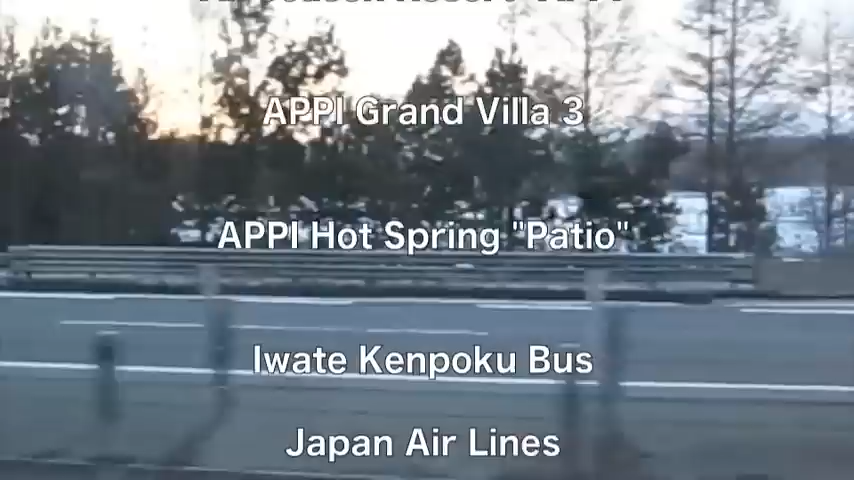 APPI Grand Villa 3
APPI Hot Spring "Patio"
Iwate Kenpoku Bus
Japan Air Lines